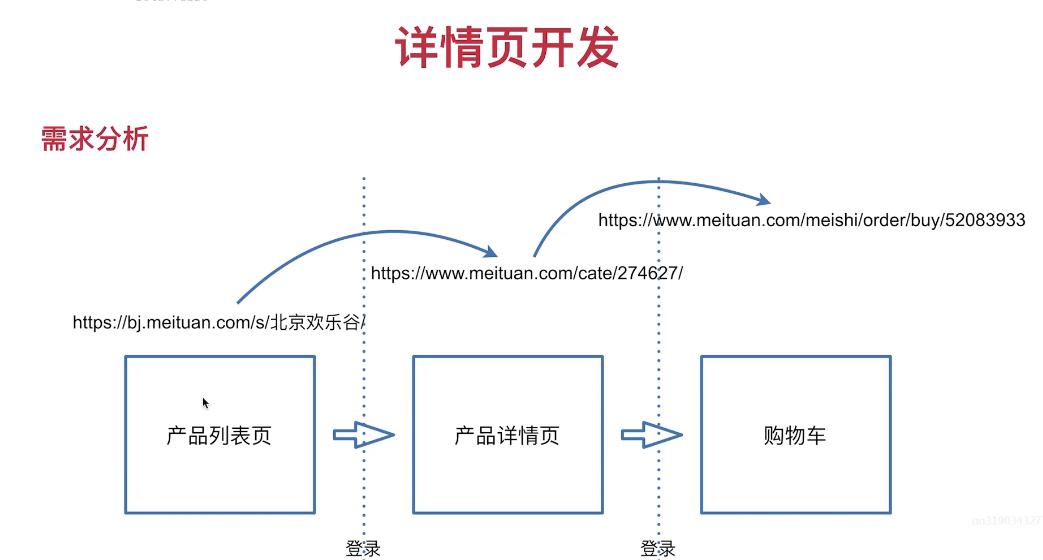 详情页开发
需求分析
https://www.meituan.com/meishi/order/buy/52083933
https://www.meituan.com/cate/274627/
https://bj.meituan.com/s/北京欢乐谷/
产品列表页
产品详情页
购物车
登录
登录